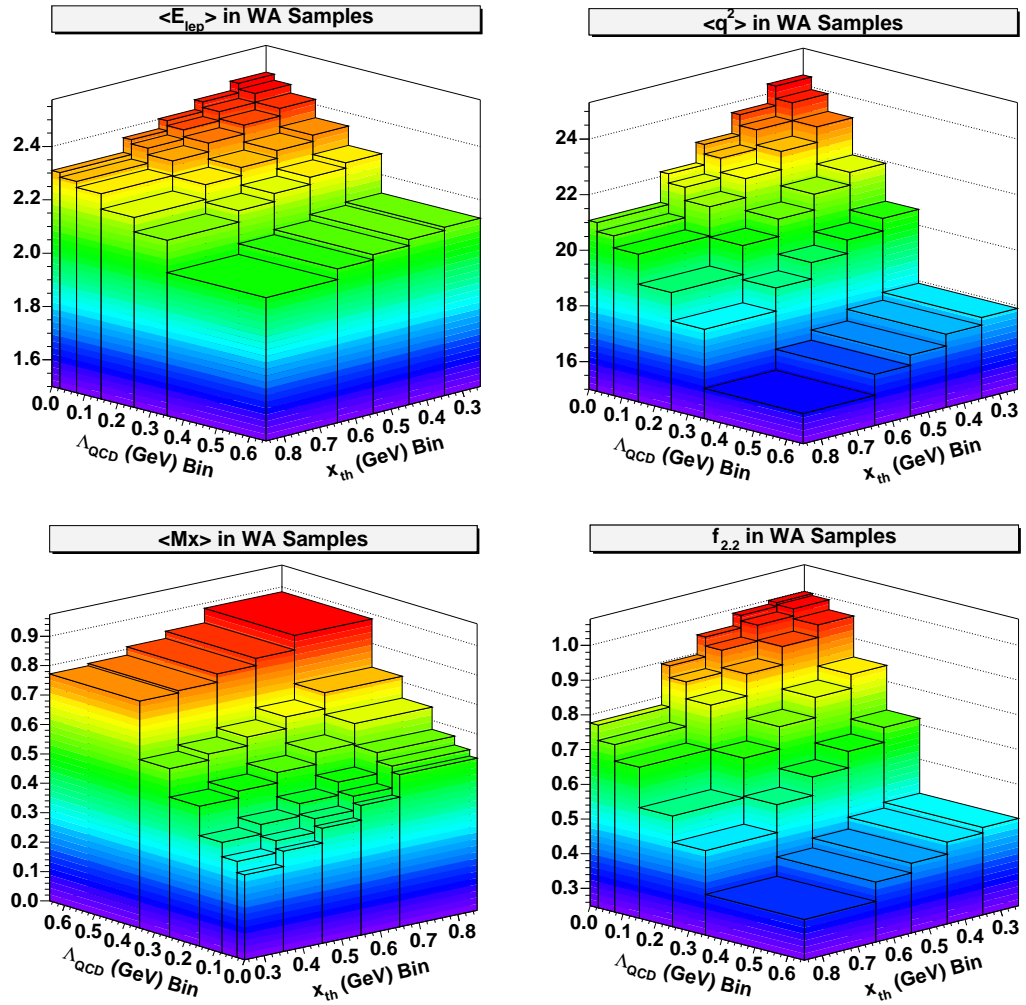 <E_lep> in WA Samples
2.4
2.2
2.0
1.8
1.6
0.0 0.1 0.2 0.3 0.4 0.5 0.6
Λ_QCD (GeV) Bin
0.8 0.7 0.6 0.5 0.4 0.3
x_th (GeV) Bin
<q²> in WA Samples
24
22
20
18
16
0.0 0.1 0.2 0.3 0.4 0.5 0.6
Λ_QCD (GeV) Bin
0.8 0.7 0.6 0.5 0.4 0.3
x_th (GeV) Bin
<Mx> in WA Samples
0.9
0.8
0.7
0.6
0.5
0.4
0.3
0.2
0.1
0.0
0.6 0.5 0.4 0.3 0.2 0.1 0.0
Λ_QCD (GeV) Bin
0.3 0.4 0.5 0.6 0.7 0.8
x_th (GeV) Bin
f_2.2 in WA Samples
1.0
0.9
0.8
0.7
0.6
0.5
0.4
0.3
0.0 0.1 0.2 0.3 0.4 0.5 0.6
Λ_QCD (GeV) Bin
0.8 0.7 0.6 0.5 0.4 0.3
x_th (GeV) Bin